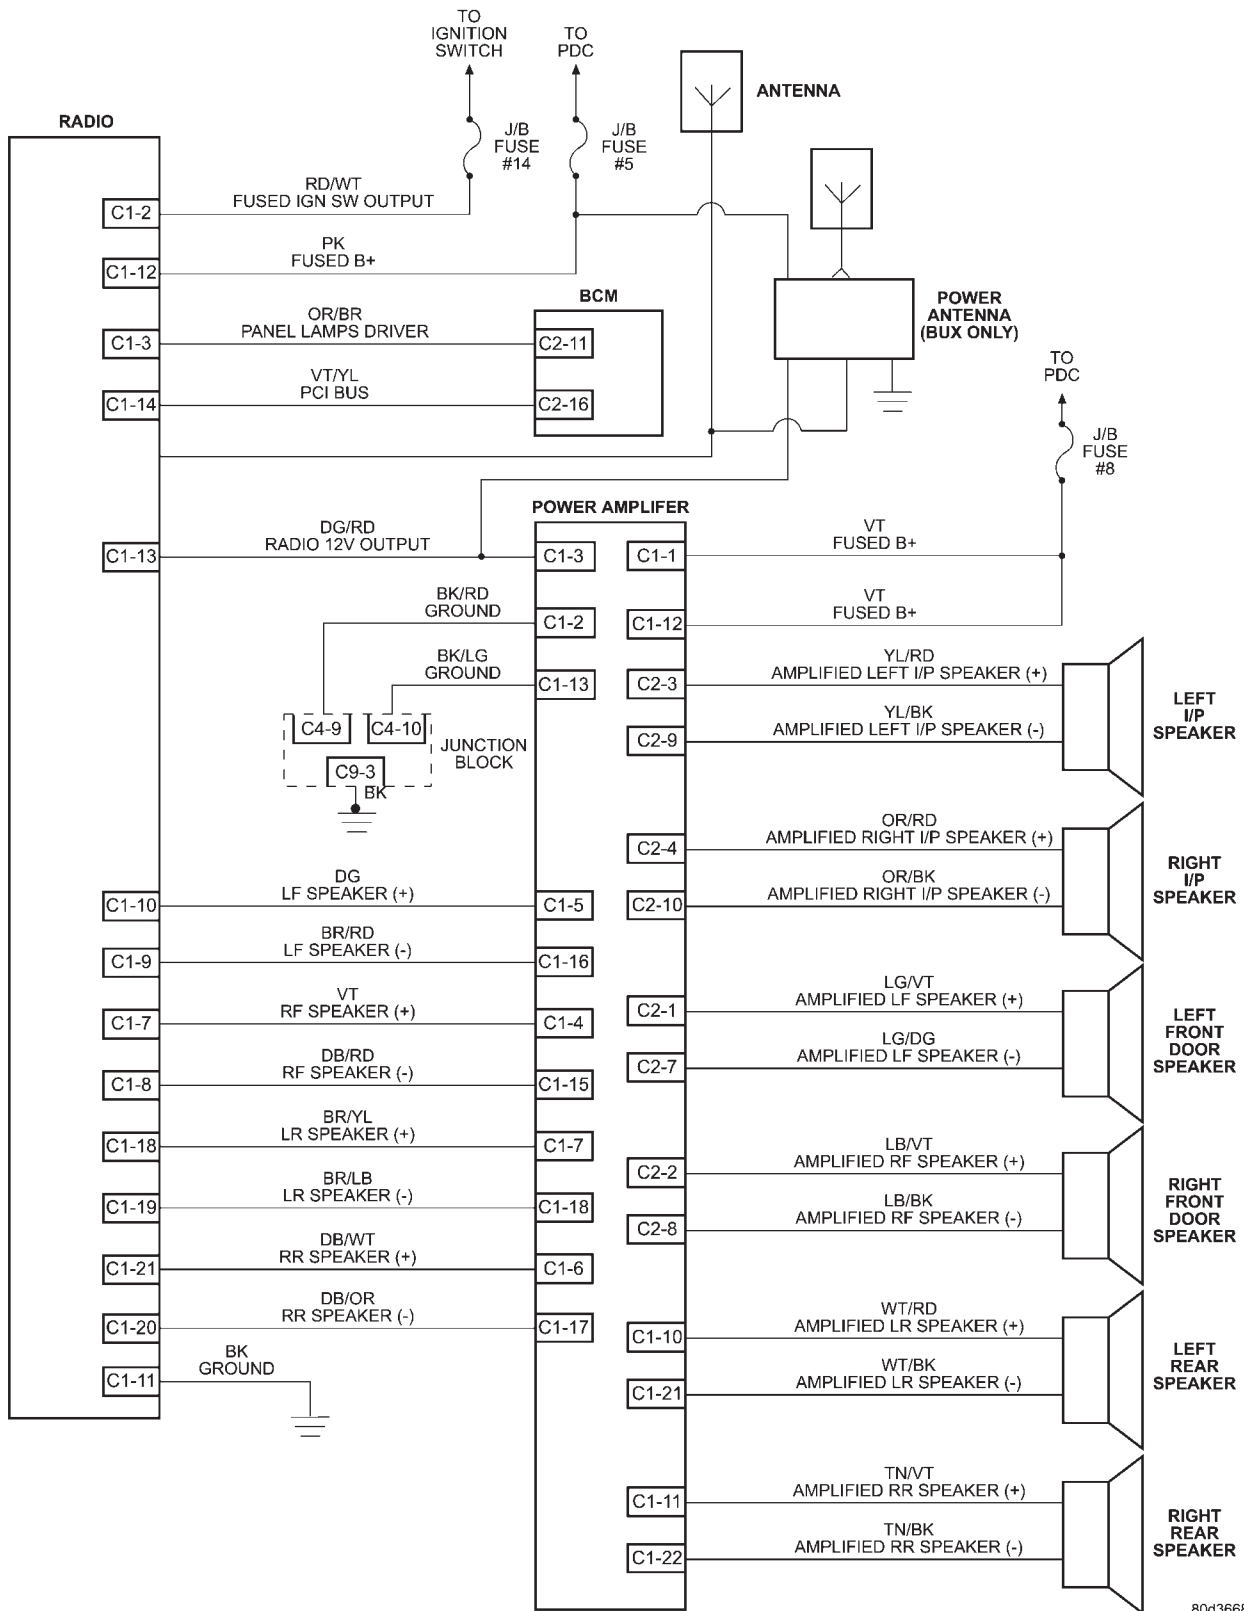 TO
IGNITION
SWITCH
TO
PDC
ANTENNA
RADIO
J/B
FUSE
#14
J/B
FUSE
#5
RD/WT
FUSED IGN SW OUTPUT
C1-2
PK
FUSED B+
C1-12
BCM
POWER
ANTENNA
(BUX ONLY)
OR/BR
PANEL LAMPS DRIVER
C1-3
C2-11
VT/YL
PCI BUS
C1-14
C2-16
TO
PDC
J/B
FUSE
#8
POWER AMPLIFER
DG/RD
RADIO 12V OUTPUT
C1-13
C1-3
C1-1
VT
FUSED B+
BK/RD
GROUND
C1-2
C1-12
VT
FUSED B+
BK/LG
GROUND
C1-13
C2-3
YL/RD
AMPLIFIED LEFT I/P SPEAKER (+)
C4-9
C4-10
JUNCTION
BLOCK
C9-3
BK
C2-9
YL/BK
AMPLIFIED LEFT I/P SPEAKER (-)
LEFT
I/P
SPEAKER
C2-4
OR/RD
AMPLIFIED RIGHT I/P SPEAKER (+)
C2-10
OR/BK
AMPLIFIED RIGHT I/P SPEAKER (-)
RIGHT
I/P
SPEAKER
DG
LF SPEAKER (+)
C1-10
C1-5
BR/RD
LF SPEAKER (-)
C1-9
C1-16
VT
RF SPEAKER (+)
C1-7
C1-4
C2-1
LG/VT
AMPLIFIED LF SPEAKER (+)
C2-7
LG/DG
AMPLIFIED LF SPEAKER (-)
LEFT
FRONT
DOOR
SPEAKER
DB/RD
RF SPEAKER (-)
C1-8
C1-15
BR/YL
LR SPEAKER (+)
C1-18
C1-7
C2-2
LB/VT
AMPLIFIED RF SPEAKER (+)
BR/LB
LR SPEAKER (-)
C1-19
C1-18
C2-8
LB/BK
AMPLIFIED RF SPEAKER (-)
RIGHT
FRONT
DOOR
SPEAKER
DB/WT
RR SPEAKER (+)
C1-21
C1-6
DB/OR
RR SPEAKER (-)
C1-20
C1-17
C1-10
WT/RD
AMPLIFIED LR SPEAKER (+)
BK
GROUND
C1-11
C1-21
WT/BK
AMPLIFIED LR SPEAKER (-)
LEFT
REAR
SPEAKER
C1-11
TN/VT
AMPLIFIED RR SPEAKER (+)
C1-22
TN/BK
AMPLIFIED RR SPEAKER (-)
RIGHT
REAR
SPEAKER